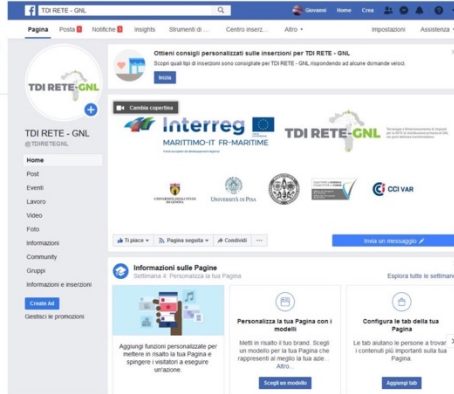 TDI RETE - GNL
Giovanni Home Crea
Pagina Posta Notifiche Insights Strumenti di ... Centro inserz... Altro Impostazioni Assistenza
Ottieni consigli personalizzati sulle inserzioni per TDI RETE - GNL
Scopri quali tipi di inserzioni sono consigliate per TDI RETE - GNL, rispondendo ad alcune domande veloci.
Inizia
TDI RETE-GNL
TDI RETE - GNL
@TDIRETEGNL
Home
Post
Eventi
Lavoro
Video
Foto
Informazioni
Community
Gruppi
Informazioni e inserzioni
Create Ad
Gestisci le promozioni
Cambia copertina
Interreg
MARITTIMO-IT FR-MARITIME
TDI RETE-GNL
UNIVERSITÀ DI PISA
CCI VAR
Ti piace Pagina seguita Condividi ...
Invia un messaggio
Informazioni sulle Pagine
Settimana 4: Personalizza la tua Pagina
Esplora tutte le settimane
Aggiungi funzioni personalizzate per
mettere in risalto la tua Pagina e
spingere i visitatori a eseguire
un'azione.
Personalizza la tua Pagina con i
modelli
Metti in risalto il tuo brand. Scegli
un modello per la tua Pagina che
rappresenti al meglio la tua azie...
Altro...
Scegli un modello
Configura le tab della tua
Pagina
Le tab aiutano le persone a trovar
i contenuti più importanti sulla tua
Pagina.
Aggiungi tab